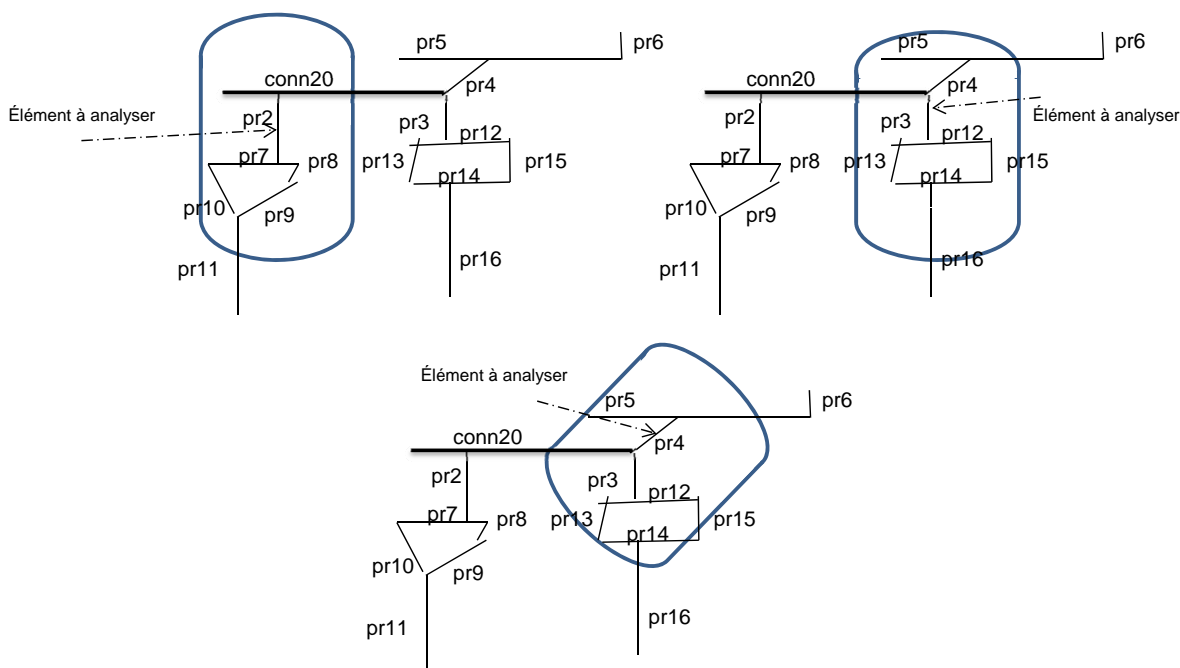 pr5 pr6
conn20 pr4
Élément à analyser
pr2 pr3 pr12
pr7 pr8 pr13 pr15
pr14
pr10 pr9
pr11 pr16
pr5 pr6
conn20 pr4
Élément à analyser
pr2 pr3 pr12
pr7 pr8 pr13 pr15
pr14
pr10 pr9
pr11 pr16
Élément à analyser
pr5 pr6
conn20 pr4
pr2 pr3 pr12
pr7 pr8 pr13 pr15
pr14
pr10 pr9
pr11 pr16